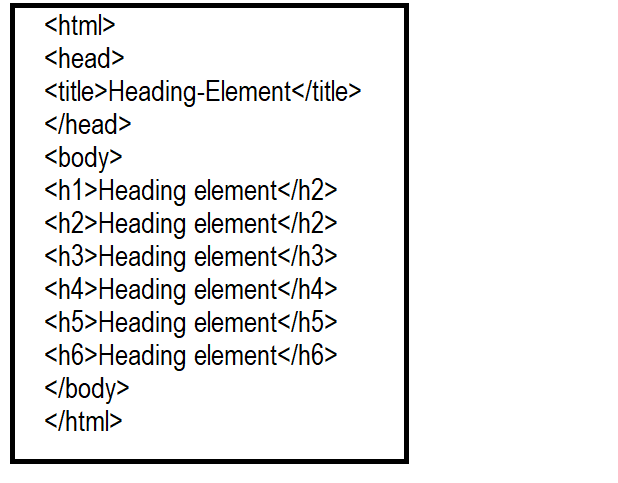 <html>
<head>
<title>Heading-Element</title>
</head>
<body>
<h1>Heading element</h2>
<h2>Heading element</h2>
<h3>Heading element</h3>
<h4>Heading element</h4>
<h5>Heading element</h5>
<h6>Heading element</h6>
</body>
</html>